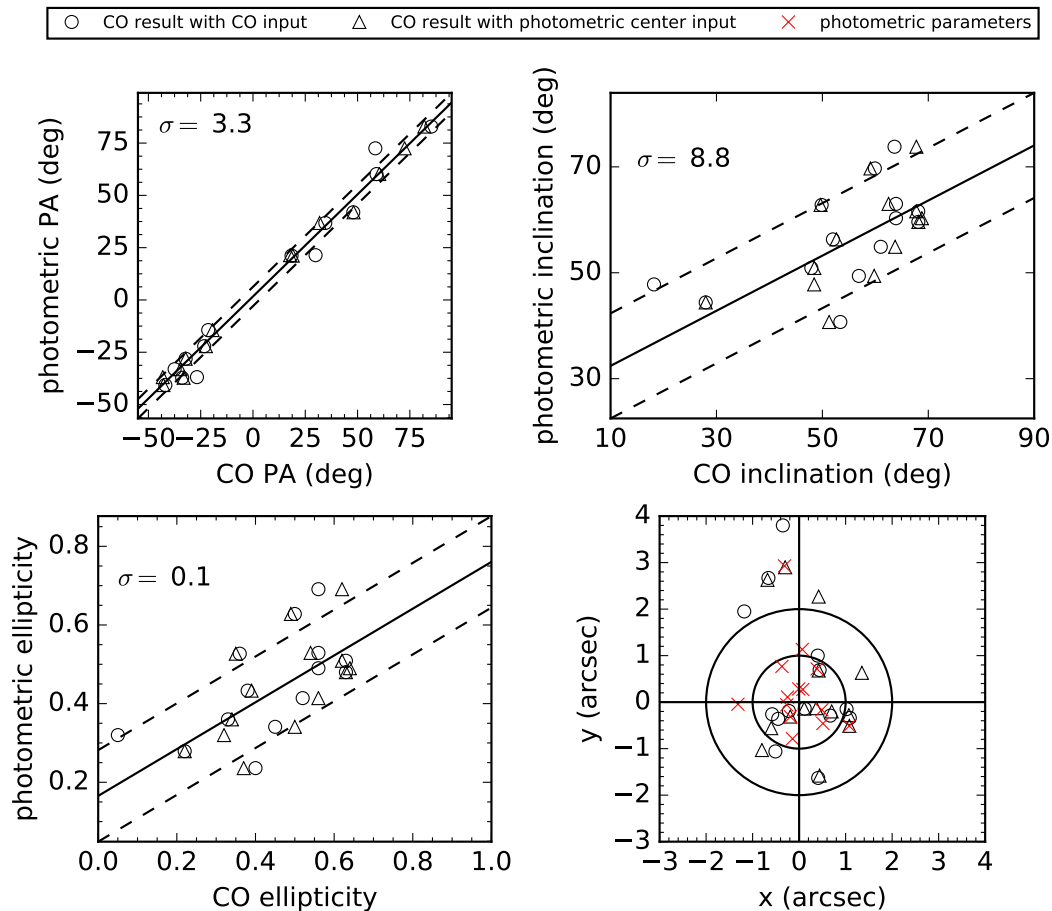 CO result with CO input CO result with photometric center input photometric parameters
σ = 3.3
photometric PA (deg)
75
50
25
0
−25
−50
−50 −25 0 25 50 75
CO PA (deg)
σ = 8.8
photometric inclination (deg)
70
50
30
10 30 50 70 90
CO inclination (deg)
σ = 0.1
photometric ellipticity
0.8
0.6
0.4
0.2
0.0 0.2 0.4 0.6 0.8 1.0
CO ellipticity
y (arcsec)
4
3
2
1
0
−1
−2
−3
−3 −2 −1 0 1 2 3 4
x (arcsec)